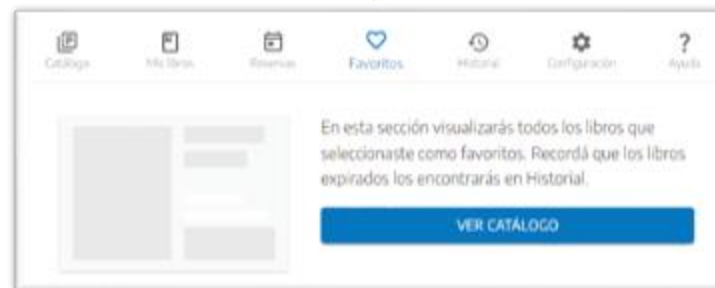 Catálogo
Mis libros
Reservas
Favoritos
Historial
Configuración
Ayuda
En esta sección visualizarás todos los libros que
seleccionaste como favoritos. Recordá que los libros
expirados los encontrarás en Historial.
VER CATÁLOGO